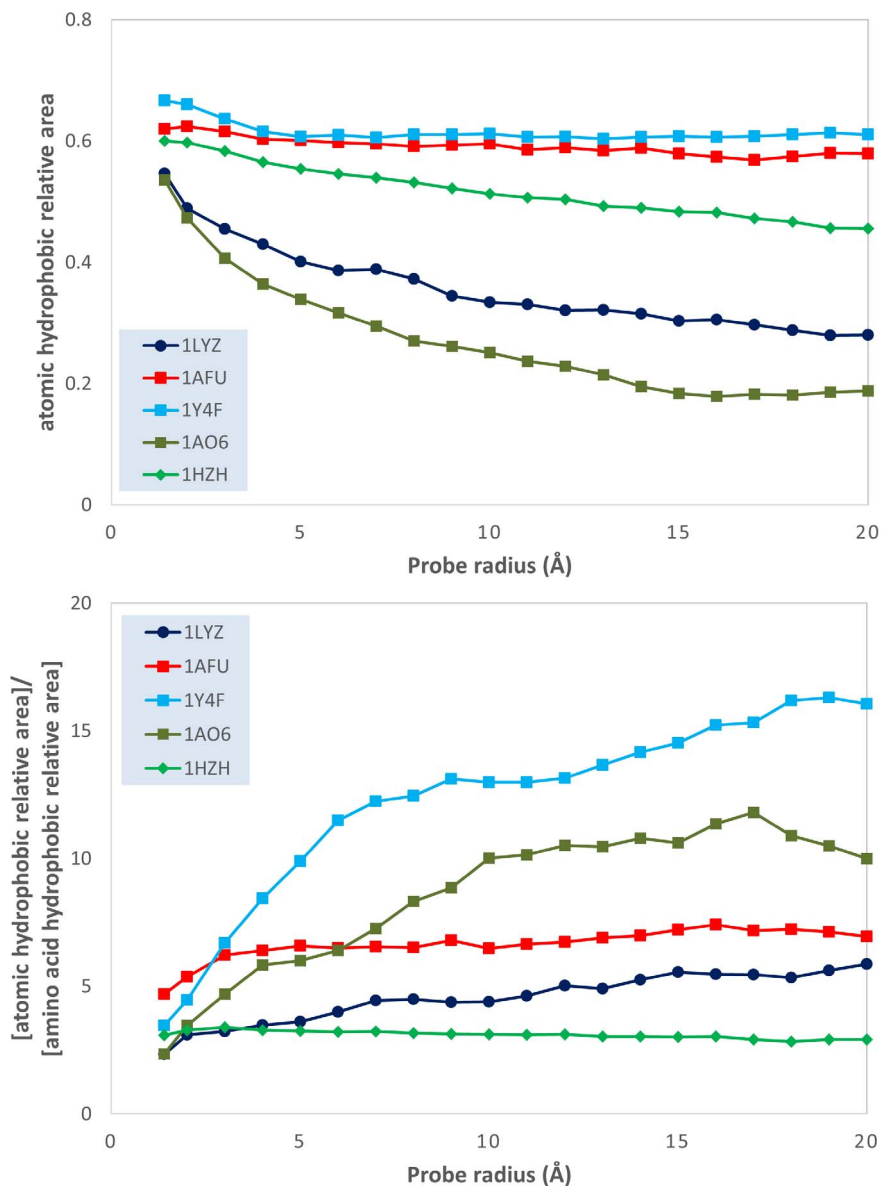 0.8
0.6
0.4
0.2
0
atomic hydrophobic relative area
1LYZ
1AFU
1Y4F
1AO6
1HZH
0 5 10 15 20
Probe radius (Å)
20
15
10
5
0
[atomic hydrophobic relative area]/
[amino acid hydrophobic relative area]
1LYZ
1AFU
1Y4F
1AO6
1HZH
0 5 10 15 20
Probe radius (Å)